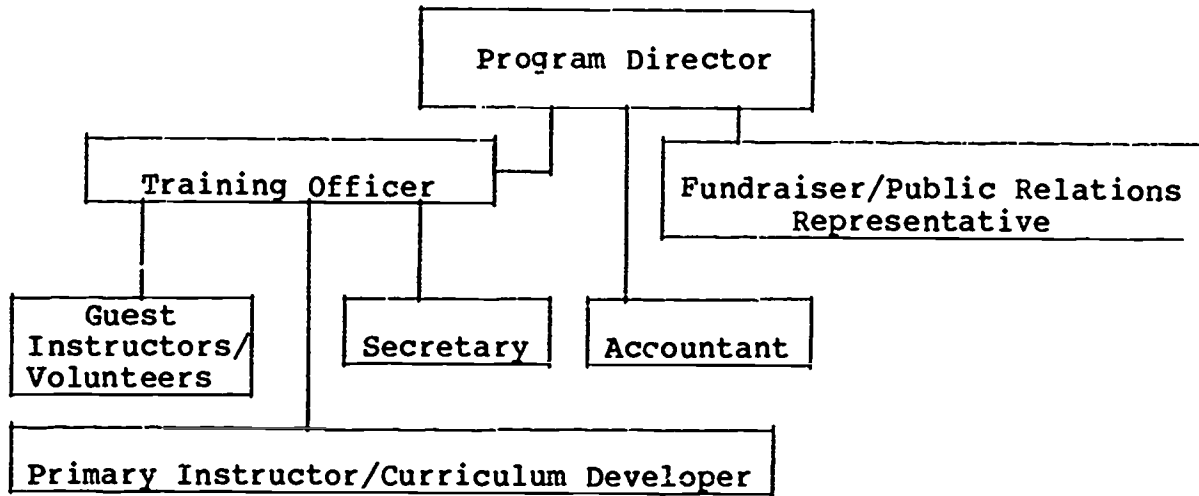 Program Director
Training Officer
Fundraiser/Public Relations
Representative
Guest
Instructors/
Volunteers
Secretary
Accountant
Primary Instructor/Curriculum Developer